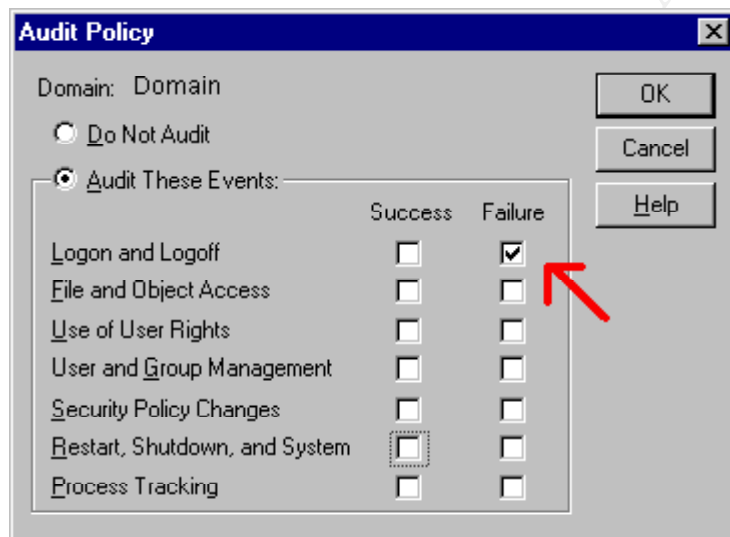 Audit Policy
Domain: Domain
OK
Do Not Audit
Cancel
Audit These Events:
Help
Success Failure
Logon and Logoff
File and Object Access
Use of User Rights
User and Group Management
Security Policy Changes
Restart, Shutdown, and System
Process Tracking